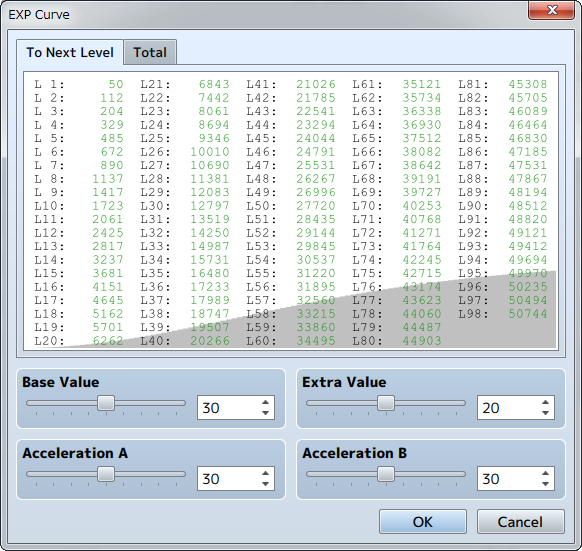 EXP Curve
To Next Level Total
L 1: 50 L21: 6843 L41: 21026 L61: 35121 L81: 45308
L 2: 112 L22: 7442 L42: 21785 L62: 35734 L82: 45705
L 3: 204 L23: 8061 L43: 22541 L63: 36338 L83: 46089
L 4: 329 L24: 8694 L44: 23294 L64: 36930 L84: 46464
L 5: 485 L25: 9346 L45: 24044 L65: 37512 L85: 46830
L 6: 672 L26: 10010 L46: 24791 L66: 38082 L86: 47185
L 7: 890 L27: 10690 L47: 25531 L67: 38642 L87: 47531
L 8: 1137 L28: 11381 L48: 26267 L68: 39191 L88: 47867
L 9: 1417 L29: 12083 L49: 26996 L69: 39727 L89: 48194
L10: 1723 L30: 12797 L50: 27720 L70: 40253 L90: 48512
L11: 2061 L31: 13519 L51: 28435 L71: 40768 L91: 48820
L12: 2425 L32: 14250 L52: 29144 L72: 41271 L92: 49121
L13: 2817 L33: 14987 L53: 29845 L73: 41764 L93: 49412
L14: 3237 L34: 15731 L54: 30537 L74: 42245 L94: 49694
L15: 3681 L35: 16480 L55: 31220 L75: 42715 L95: 49970
L16: 4151 L36: 17233 L56: 31895 L76: 43174 L96: 50235
L17: 4645 L37: 17989 L57: 32560 L77: 43623 L97: 50494
L18: 5162 L38: 18747 L58: 33215 L78: 44060 L98: 50744
L19: 5701 L39: 19507 L59: 33860 L79: 44487
L20: 6262 L40: 20266 L60: 34495 L80: 44903
Base Value Extra Value
30 20
Acceleration A Acceleration B
30 30
OK Cancel